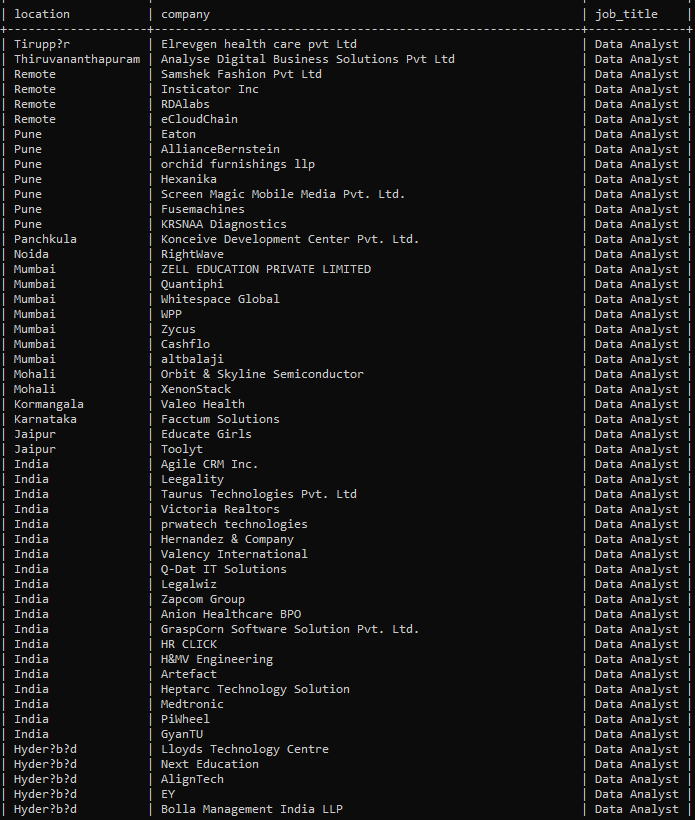 | location | company | job_title |
| Tirupp?r | Elrevgen health care pvt Ltd | Data Analyst |
| Thiruvananthapuram | Analyse Digital Business Solutions Pvt Ltd | Data Analyst |
| Remote | Samshek Fashion Pvt Ltd | Data Analyst |
| Remote | Insticator Inc | Data Analyst |
| Remote | RDAlabs | Data Analyst |
| Remote | eCloudChain | Data Analyst |
| Pune | Eaton | Data Analyst |
| Pune | AllianceBernstein | Data Analyst |
| Pune | orchid furnishings llp | Data Analyst |
| Pune | Hexanika | Data Analyst |
| Pune | Screen Magic Mobile Media Pvt. Ltd. | Data Analyst |
| Pune | Fusemachines | Data Analyst |
| Pune | KRSNAA Diagnostics | Data Analyst |
| Panchkula | Konceive Development Center Pvt. Ltd. | Data Analyst |
| Noida | RightWave | Data Analyst |
| Mumbai | ZELL EDUCATION PRIVATE LIMITED | Data Analyst |
| Mumbai | Quantiphi | Data Analyst |
| Mumbai | Whitespace Global | Data Analyst |
| Mumbai | WPP | Data Analyst |
| Mumbai | Zycus | Data Analyst |
| Mumbai | Cashflo | Data Analyst |
| Mumbai | altbalaji | Data Analyst |
| Mohali | Orbit & Skyline Semiconductor | Data Analyst |
| Mohali | XenonStack | Data Analyst |
| Kormangala | Valeo Health | Data Analyst |
| Karnataka | Facctum Solutions | Data Analyst |
| Jaipur | Educate Girls | Data Analyst |
| Jaipur | Toolyt | Data Analyst |
| India | Agile CRM Inc. | Data Analyst |
| India | Leegality | Data Analyst |
| India | Taurus Technologies Pvt. Ltd | Data Analyst |
| India | Victoria Realtors | Data Analyst |
| India | prwatech technologies | Data Analyst |
| India | Hernandez & Company | Data Analyst |
| India | Valency International | Data Analyst |
| India | Q-Dat IT Solutions | Data Analyst |
| India | Legalwiz | Data Analyst |
| India | Zapcom Group | Data Analyst |
| India | Anion Healthcare BPO | Data Analyst |
| India | GraspCorn Software Solution Pvt. Ltd. | Data Analyst |
| India | HR CLICK | Data Analyst |
| India | H&MV Engineering | Data Analyst |
| India | Artefact | Data Analyst |
| India | Heptarc Technology Solution | Data Analyst |
| India | Medtronic | Data Analyst |
| India | PiWheel | Data Analyst |
| India | GyanTU | Data Analyst |
| Hyder?b?d | Lloyds Technology Centre | Data Analyst |
| Hyder?b?d | Next Education | Data Analyst |
| Hyder?b?d | AlignTech | Data Analyst |
| Hyder?b?d | EY | Data Analyst |
| Hyder?b?d | Bolla Management India LLP | Data Analyst |